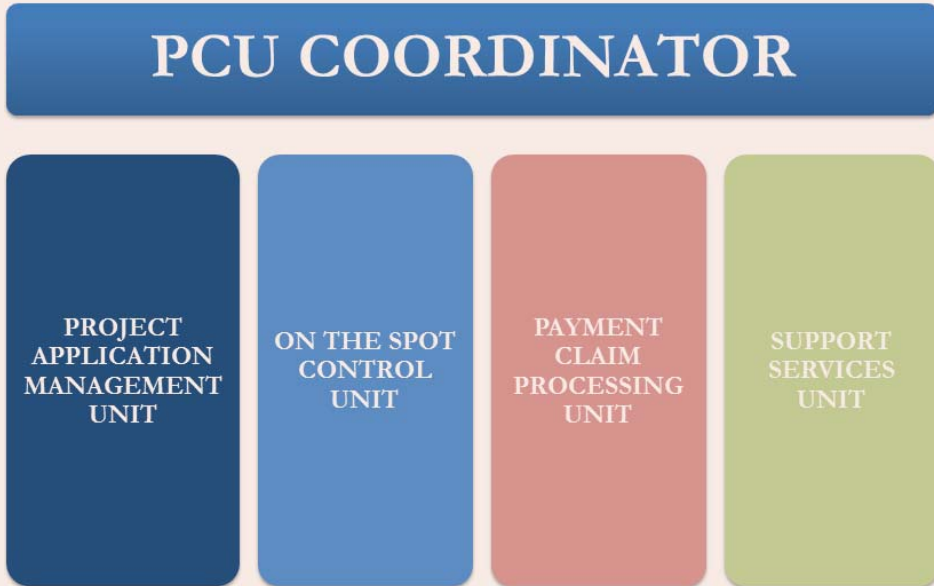 PCU COORDINATOR
PROJECT
APPLICATION
MANAGEMENT
UNIT
ON THE SPOT
CONTROL
UNIT
PAYMENT
CLAIM
PROCESSING
UNIT
SUPPORT
SERVICES
UNIT